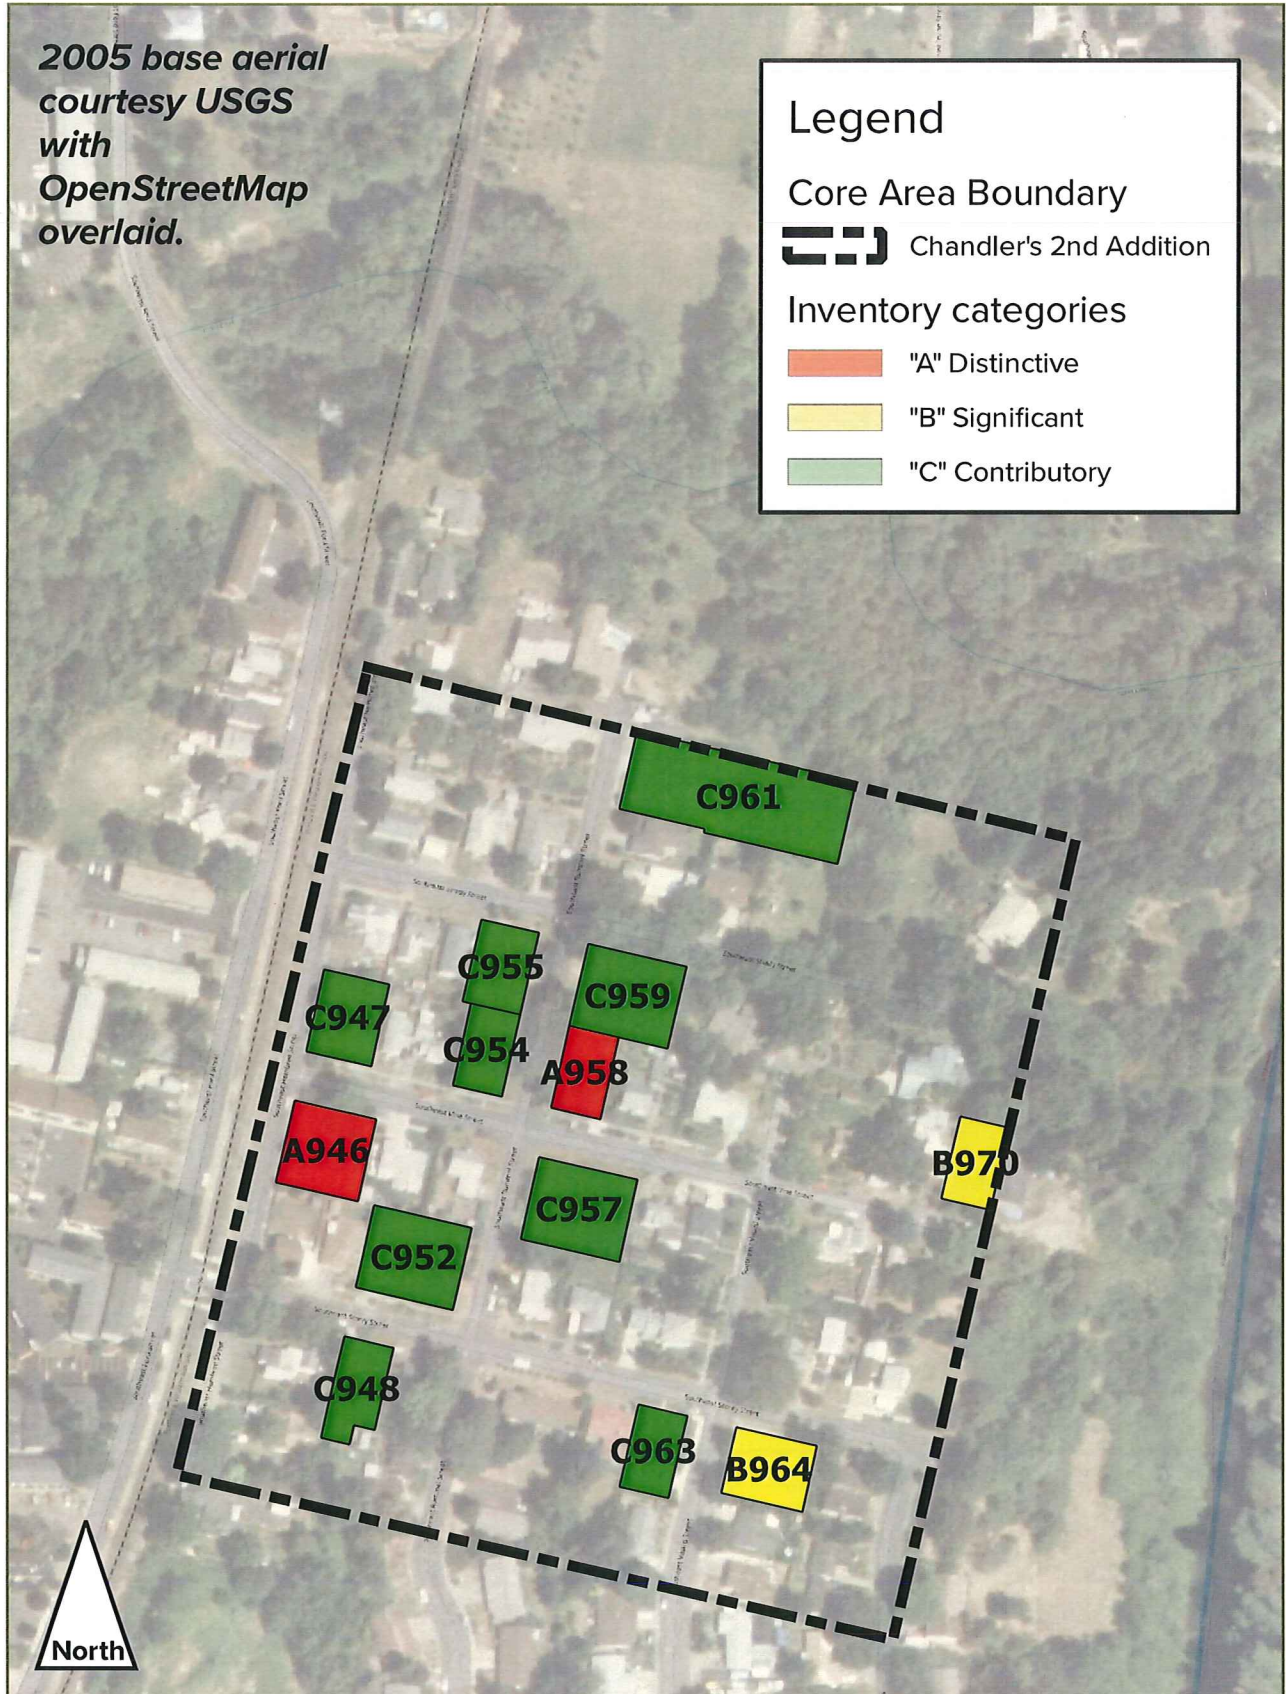 2005 base aerial
courtesy USGS
with
OpenStreetMap
overlaid.
Legend
Core Area Boundary
Chandler's 2nd Addition
Inventory categories
"A" Distinctive
"B" Significant
"C" Contributory
C961
C955
C959
C947
C954
A958
A946
B970
C957
C952
C948
C963
B964
North